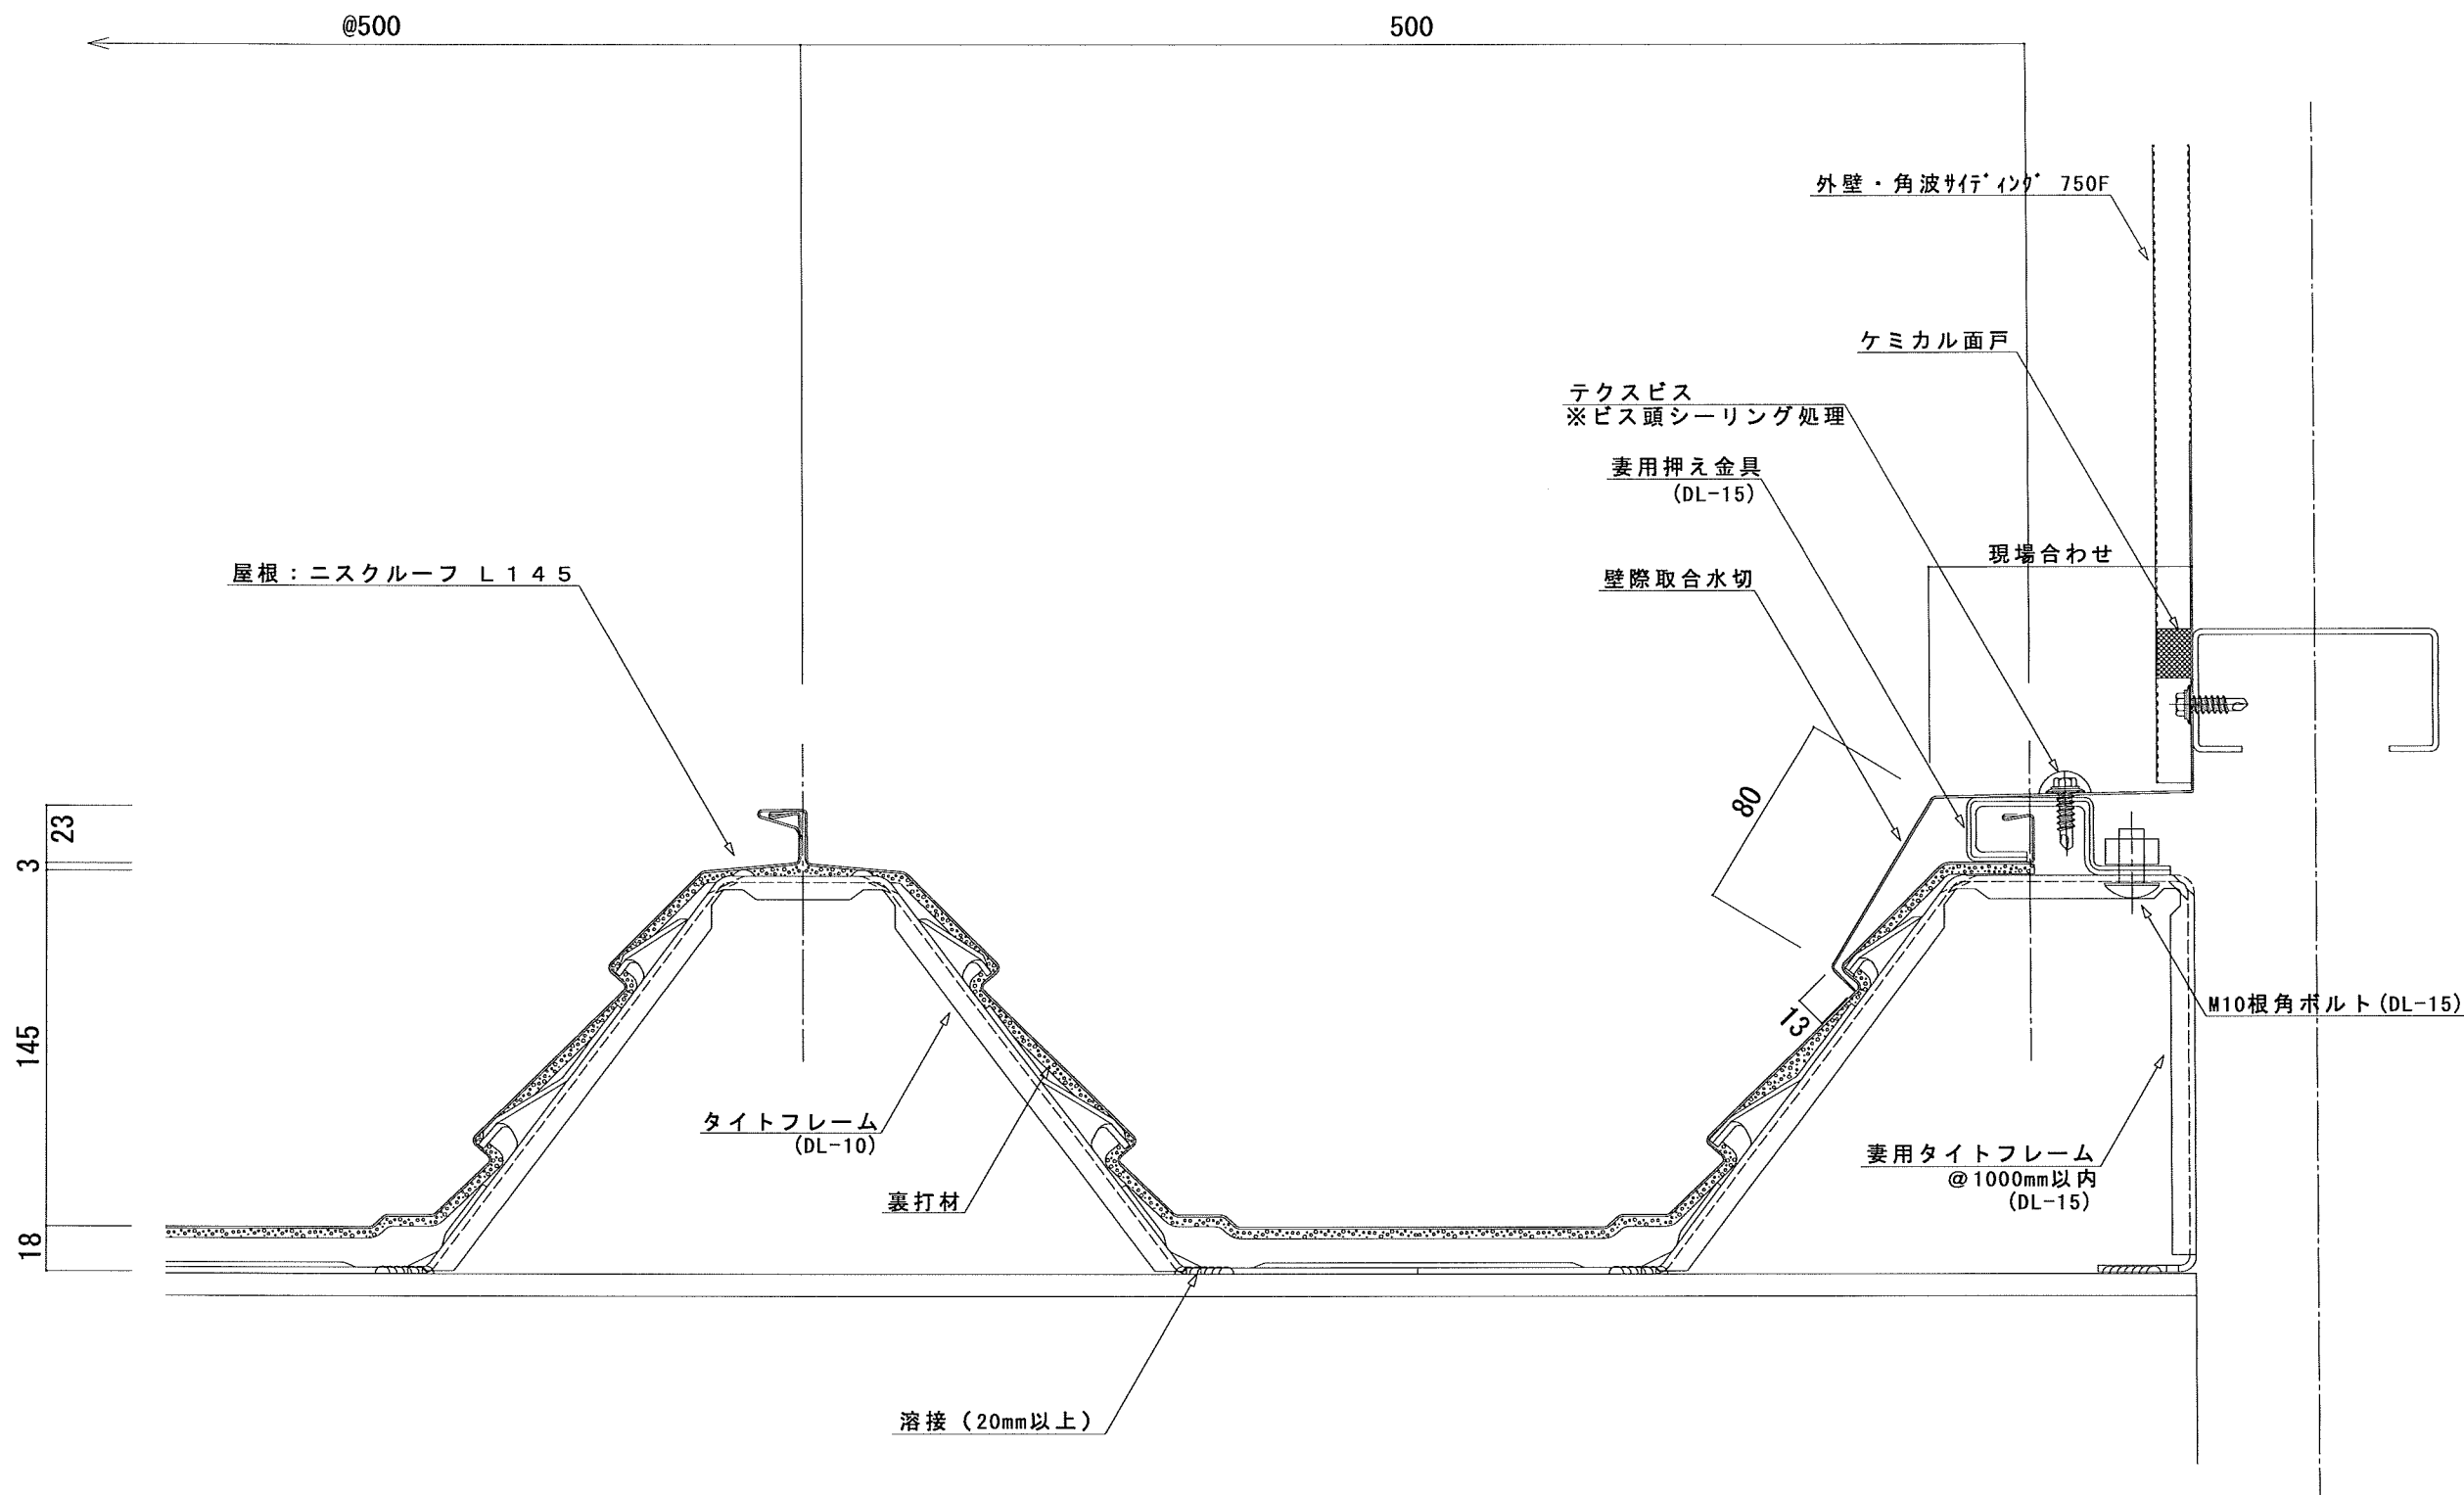 @500
500
外壁・角波ｻｲﾃﾞｨﾝｸﾞ 750F
ケミカル面戸
テクスビス
※ビス頭シーリング処理
妻用押え金具
(DL-15)
現場合わせ
屋根：ニスクルーフ Ｌ１４５
壁際取合水切
80
23
3
13
M10根角ボルト(DL-15)
145
タイトフレーム
(DL-10)
妻用タイトフレーム
@1000mm以内
(DL-15)
裏打材
18
溶接（20mm以上）